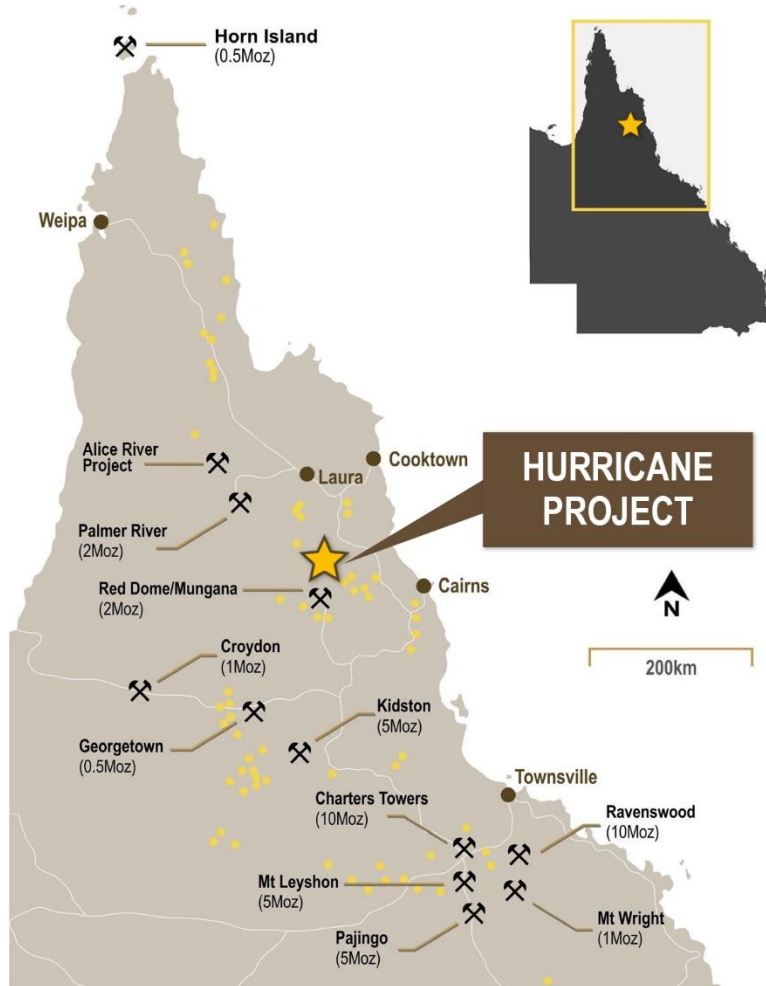 Horn Island
(0.5Moz)
Weipa
Alice River
Project
Cooktown
Laura
HURRICANE
PROJECT
Palmer River
(2Moz)
Red Dome/Mungana
(2Moz)
Cairns
N
200km
Croydon
(1Moz)
Kidston
(5Moz)
Georgetown
(0.5Moz)
Townsville
Charters Towers
(10Moz)
Ravenswood
(10Moz)
Mt Leyshon
(5Moz)
Mt Wright
(1Moz)
Pajingo
(5Moz)